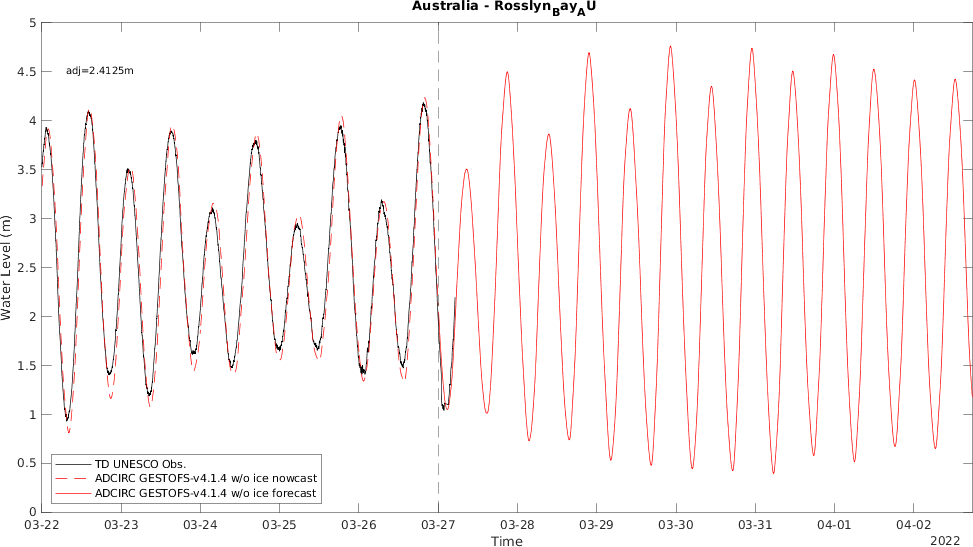 Australia - Rosslyn_Bay_AU
5
adj=2.4125m
4.5
4
3.5
3
2.5
2
1.5
1
0.5
0
Water Level (m)
TD UNESCO Obs.
ADCIRC GESTOFS-v4.1.4 w/o ice nowcast
ADCIRC GESTOFS-v4.1.4 w/o ice forecast
03-22 03-23 03-24 03-25 03-26 03-27 03-28 03-29 03-30 03-31 04-01 04-02
Time
2022